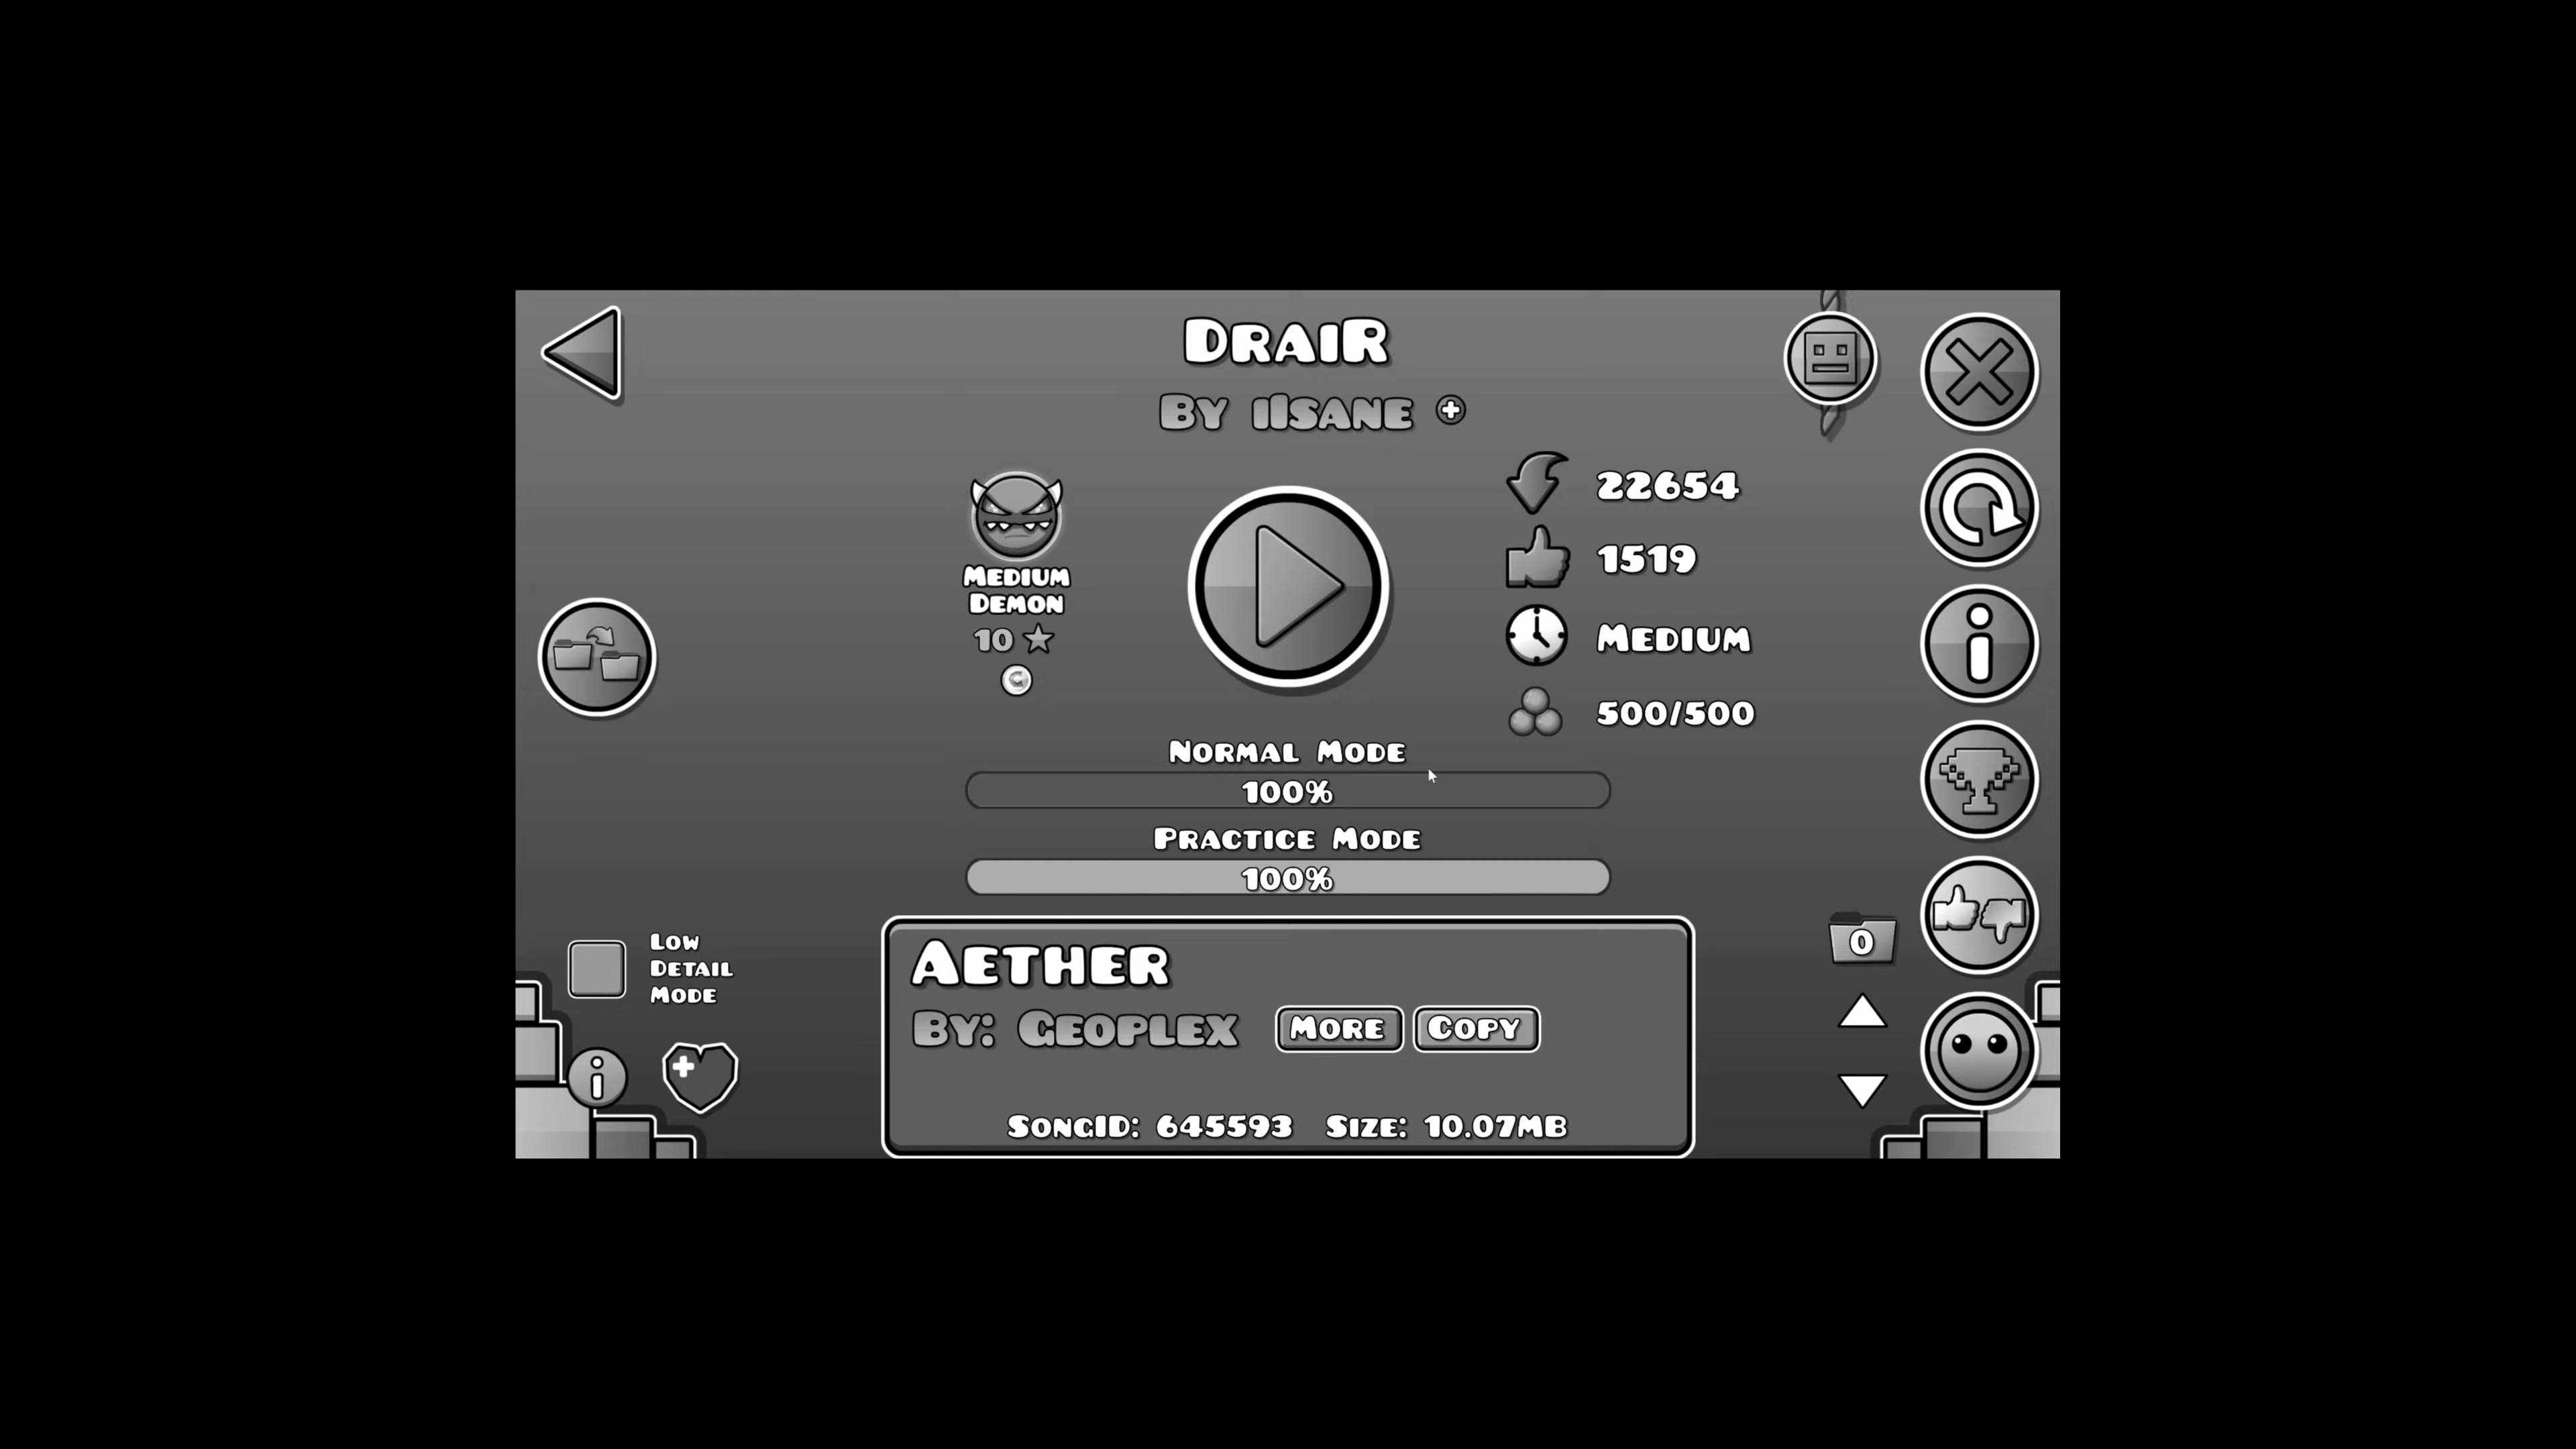 DRAIR
BY IISANE
22654
MEDIUM
DEMON
1519
10
MEDIUM
500/500
NORMAL MODE
100%
PRACTICE MODE
100%
LOW
DETAIL
MODE
0
AETHER
BY: GEOPLEX MORE COPY
SONGID: 645593 SIZE: 10.07MB